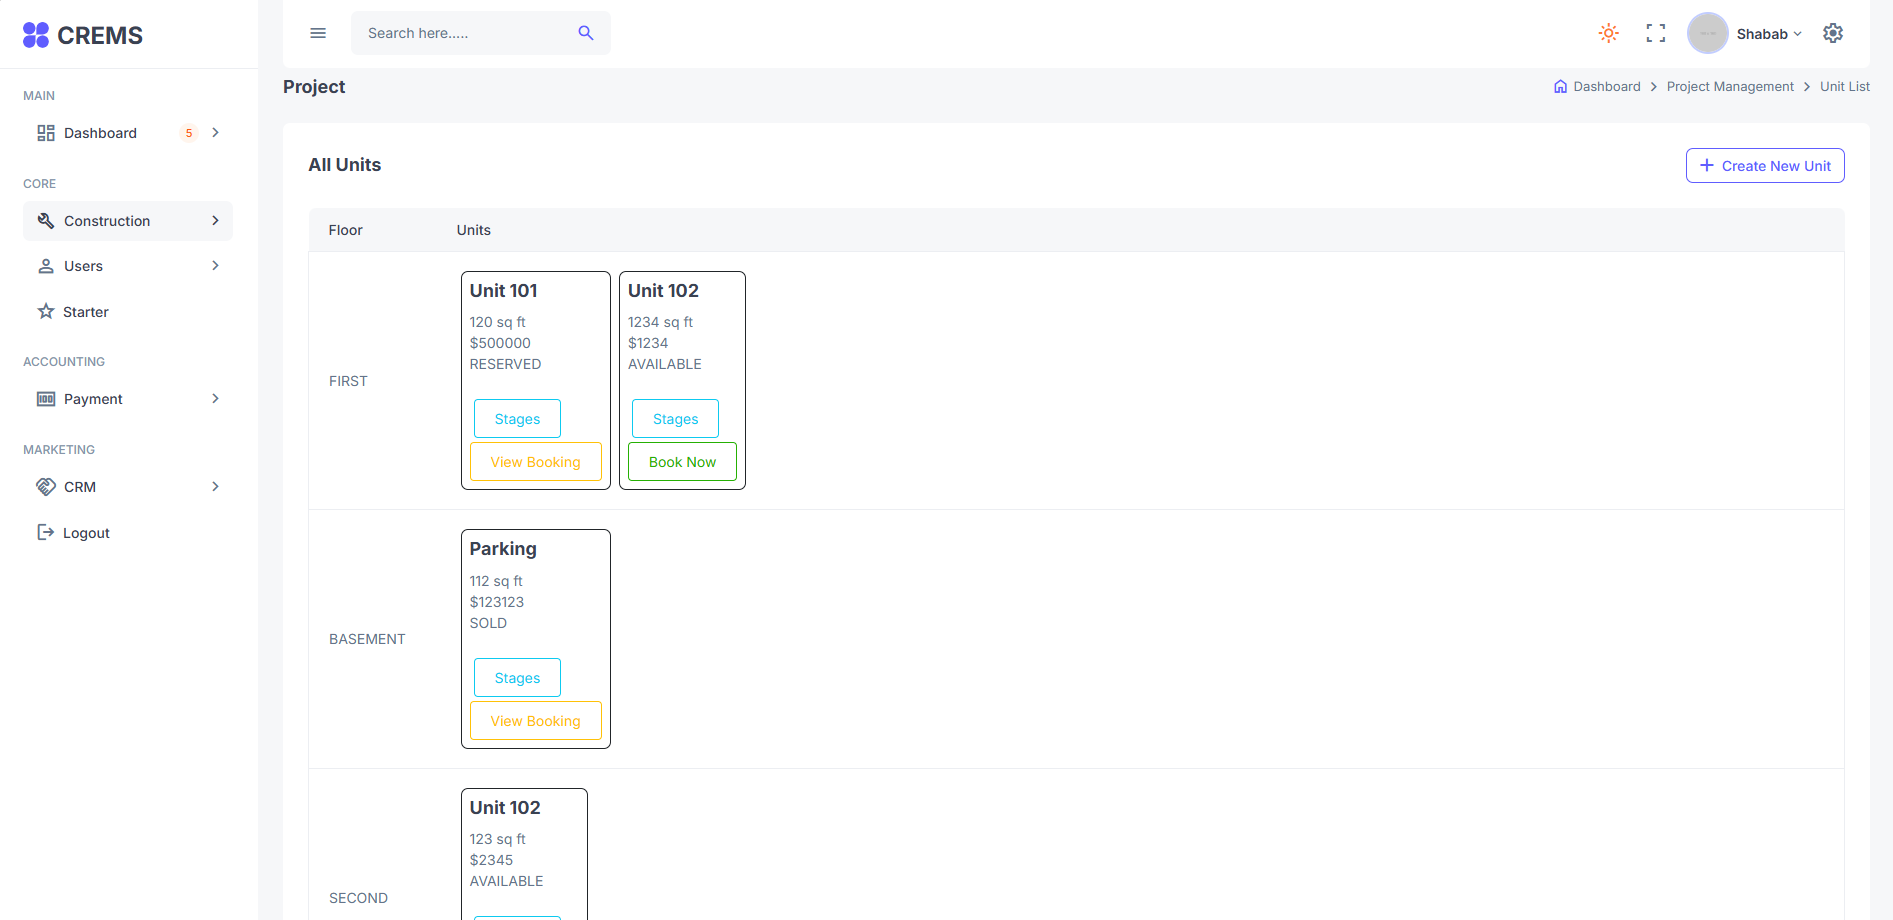 CREMS
Search here.....
Shabab
MAIN
Dashboard 5
CORE
Construction
Users
Starter
ACCOUNTING
Payment
MARKETING
CRM
Logout
Project
Dashboard > Project Management > Unit List
All Units
+ Create New Unit
Floor Units
FIRST
Unit 101
120 sq ft
$500000
RESERVED
Stages
View Booking
Unit 102
1234 sq ft
$1234
AVAILABLE
Stages
Book Now
BASEMENT
Parking
112 sq ft
$123123
SOLD
Stages
View Booking
SECOND
Unit 102
123 sq ft
$2345
AVAILABLE